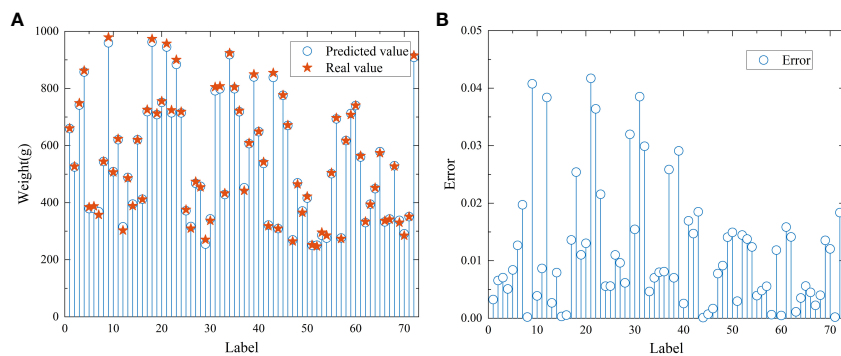 A
Weight(g)
1000
800
600
400
200
0
0 10 20 30 40 50 60 70
Label
Predicted value
Real value
B
Error
0.05
0.04
0.03
0.02
0.01
0.00
0 10 20 30 40 50 60 70
Label
Error